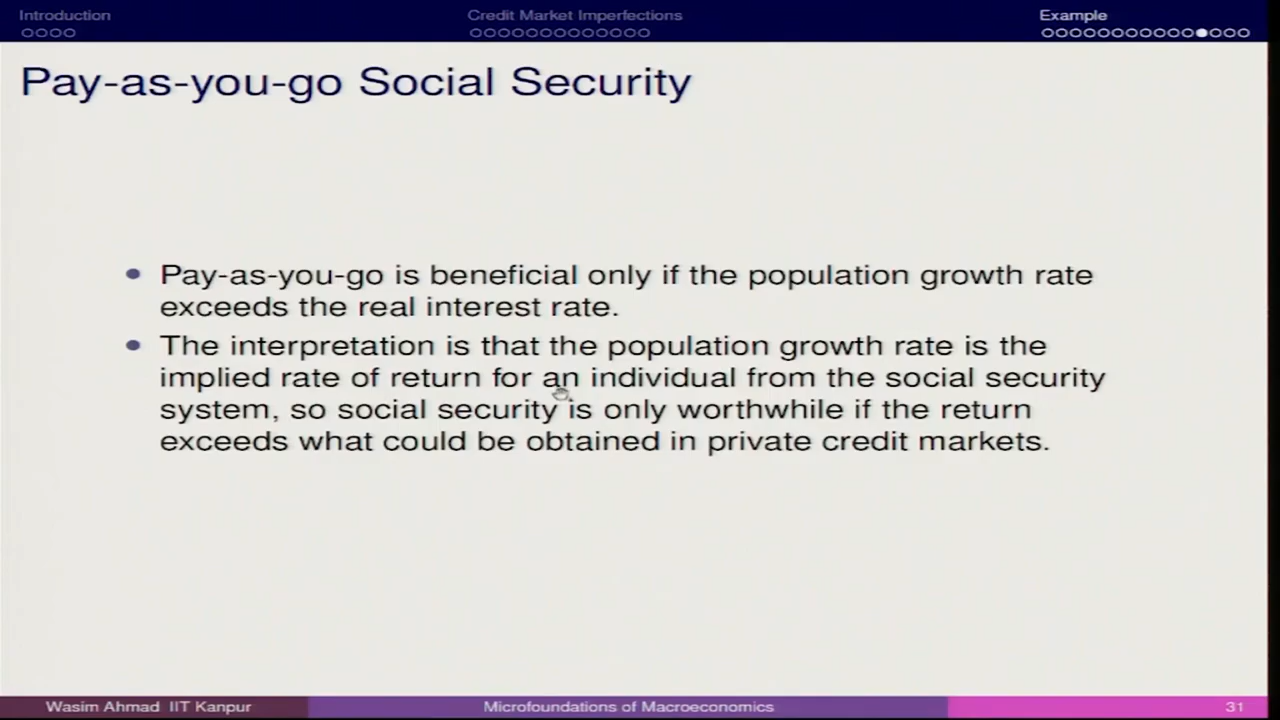 Introduction
Credit Market Imperfections
Example
Pay-as-you-go Social Security
Pay-as-you-go is beneficial only if the population growth rate
exceeds the real interest rate.
The interpretation is that the population growth rate is the
implied rate of return for an individual from the social security
system, so social security is only worthwhile if the return
exceeds what could be obtained in private credit markets.
Wasim Ahmad IIT Kanpur
Microfoundations of Macroeconomics
31